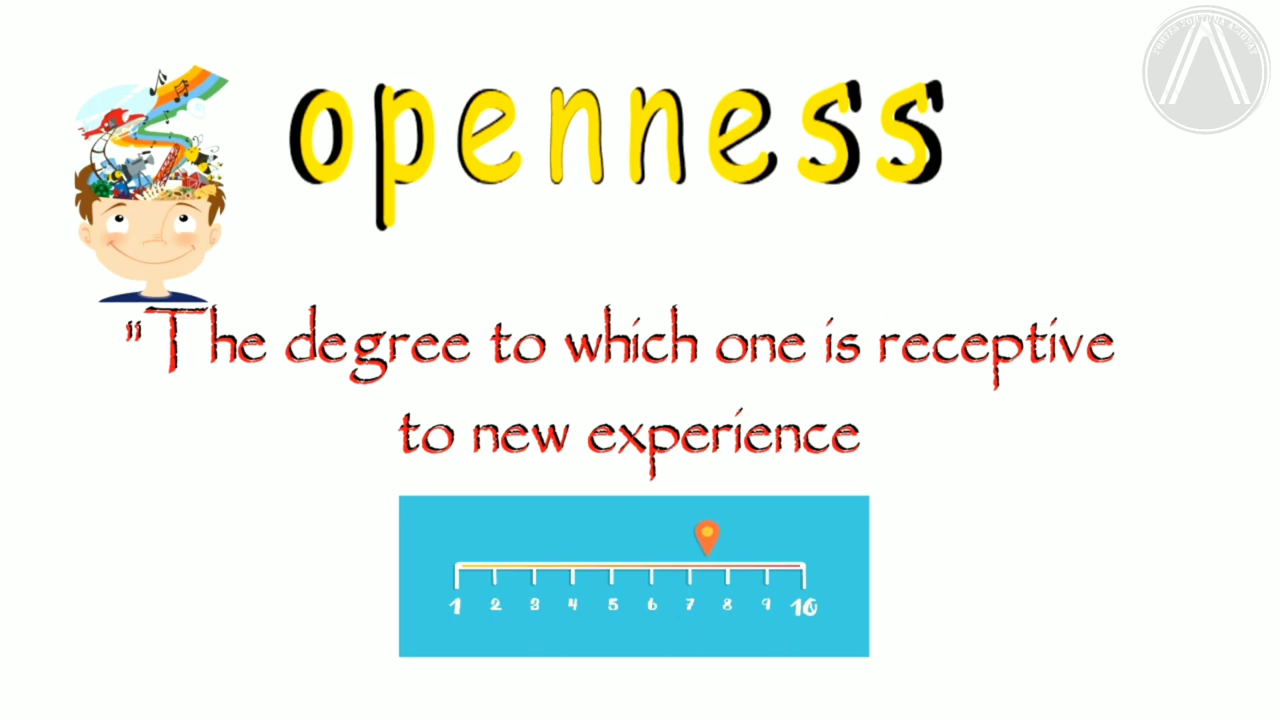 openness
"The degree to which one is receptive
to new experience
1 2 3 4 5 6 7 8 9 10